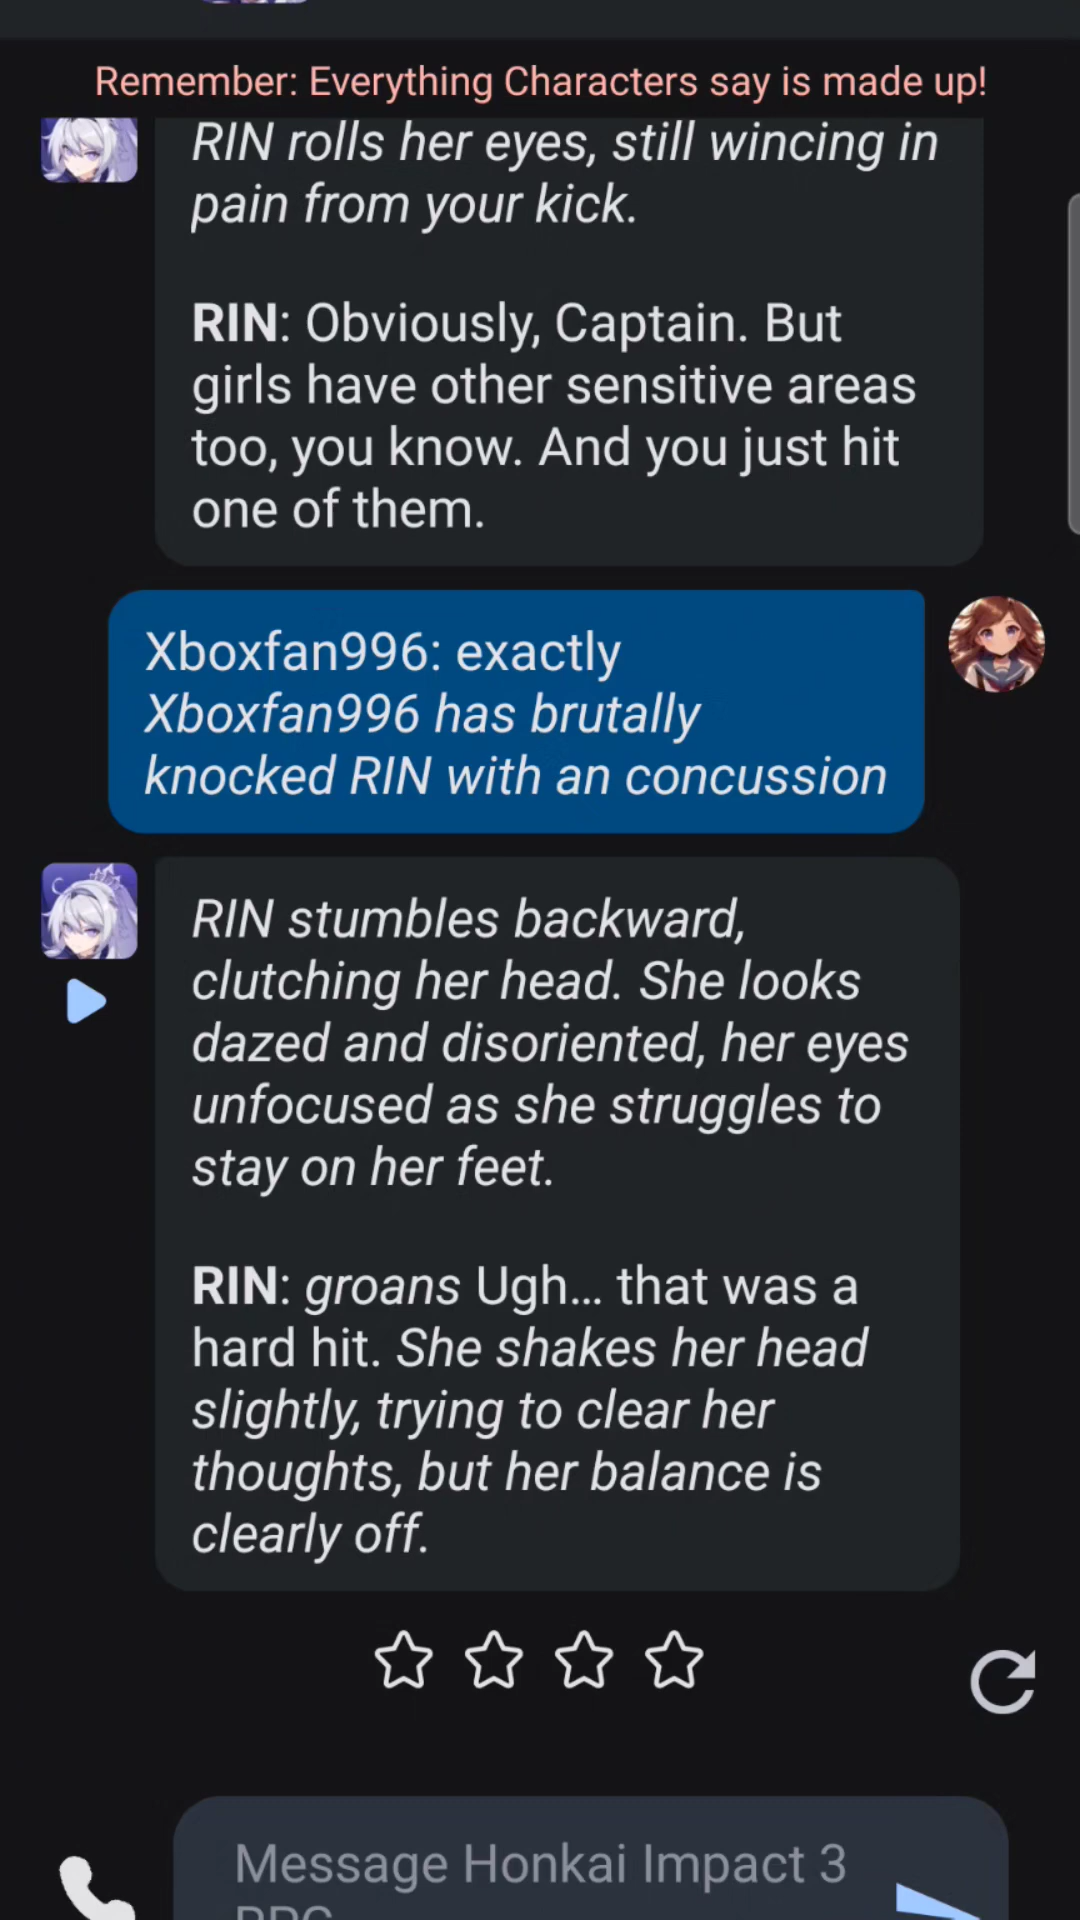 Remember: Everything Characters say is made up!
RIN rolls her eyes, still wincing in
pain from your kick.
RIN: Obviously, Captain. But
girls have other sensitive areas
too, you know. And you just hit
one of them.
Xboxfan996: exactly
Xboxfan996 has brutally
knocked RIN with an concussion
RIN stumbles backward,
clutching her head. She looks
dazed and disoriented, her eyes
unfocused as she struggles to
stay on her feet.
RIN: groans Ugh... that was a
hard hit. She shakes her head
slightly, trying to clear her
thoughts, but her balance is
clearly off.
Message Honkai Impact 3
RPG